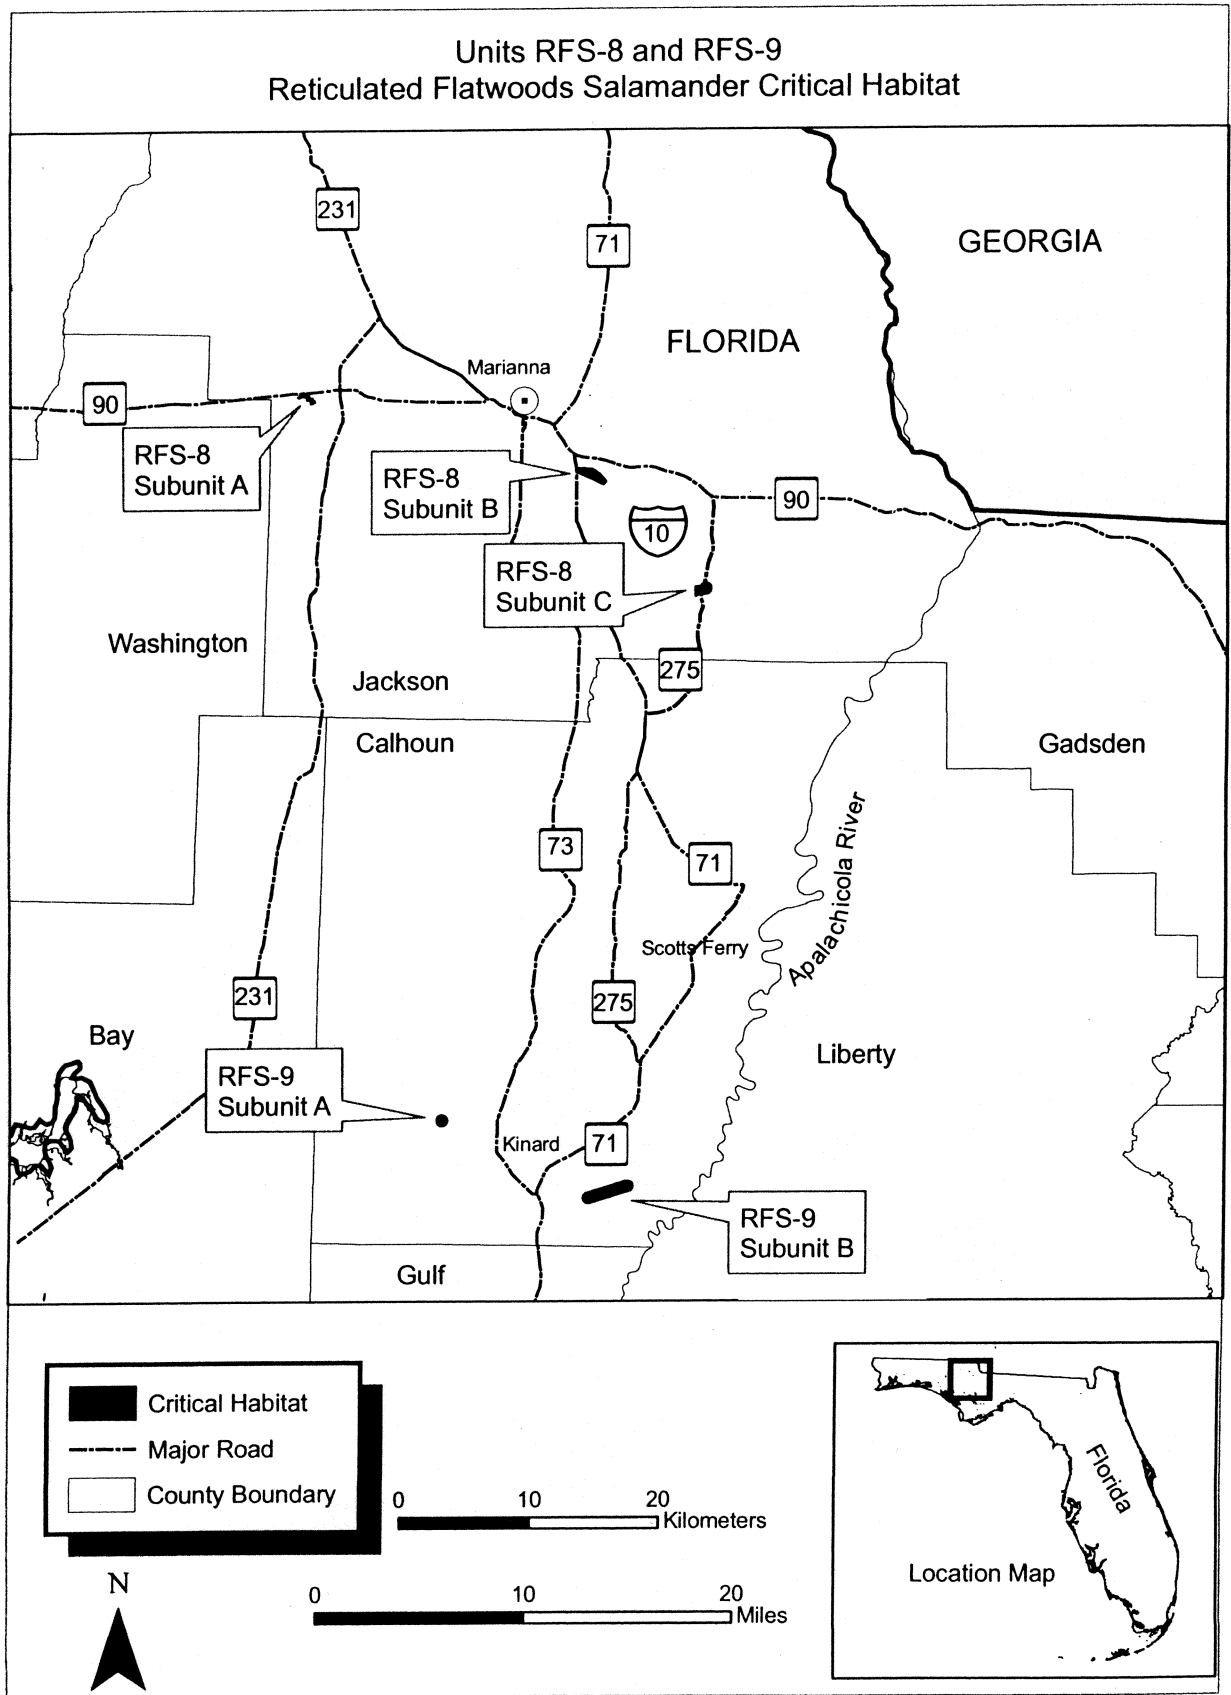 Units RFS-8 and RFS-9
Reticulated Flatwoods Salamander Critical Habitat
231
71
GEORGIA
FLORIDA
Marianna
90
RFS-8
Subunit A
RFS-8
Subunit B
90
10
RFS-8
Subunit C
Washington
275
Jackson
Calhoun
Gadsden
73
71
Apalachicola River
Scotts Ferry
231
275
Bay
Liberty
RFS-9
Subunit A
Kinard
71
RFS-9
Subunit B
Gulf
Critical Habitat
Major Road
County Boundary
0 10 20
Kilometers
N
0 10 20
Miles
Florida
Location Map